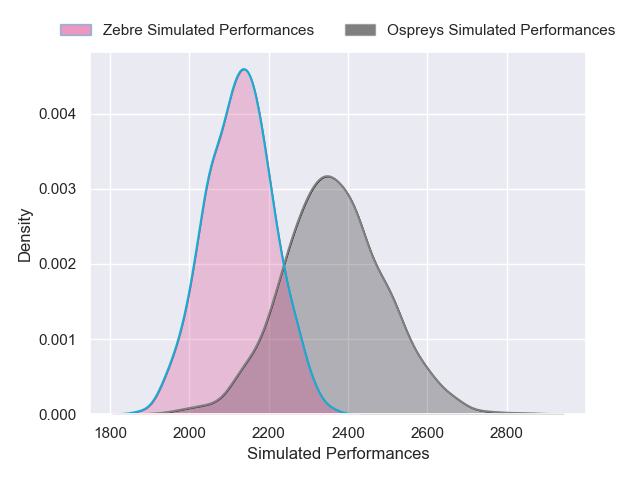 Zebre Simulated Performances
Ospreys Simulated Performances
0.004
0.003
0.002
0.001
0.000
Density
1800 2000 2200 2400 2600 2800
Simulated Performances